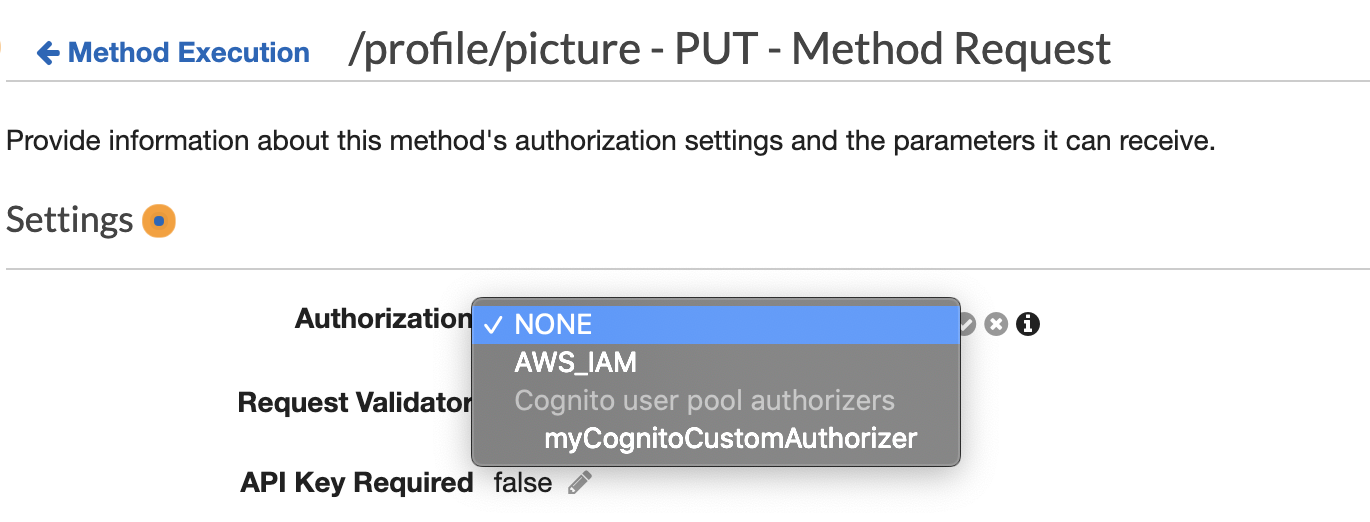 Method Execution /profile/picture - PUT - Method Request
Provide information about this method's authorization settings and the parameters it can receive.
Settings
Authorization
NONE
AWS_IAM
Cognito user pool authorizers
myCognitoCustomAuthorizer
Request Validator
API Key Required false